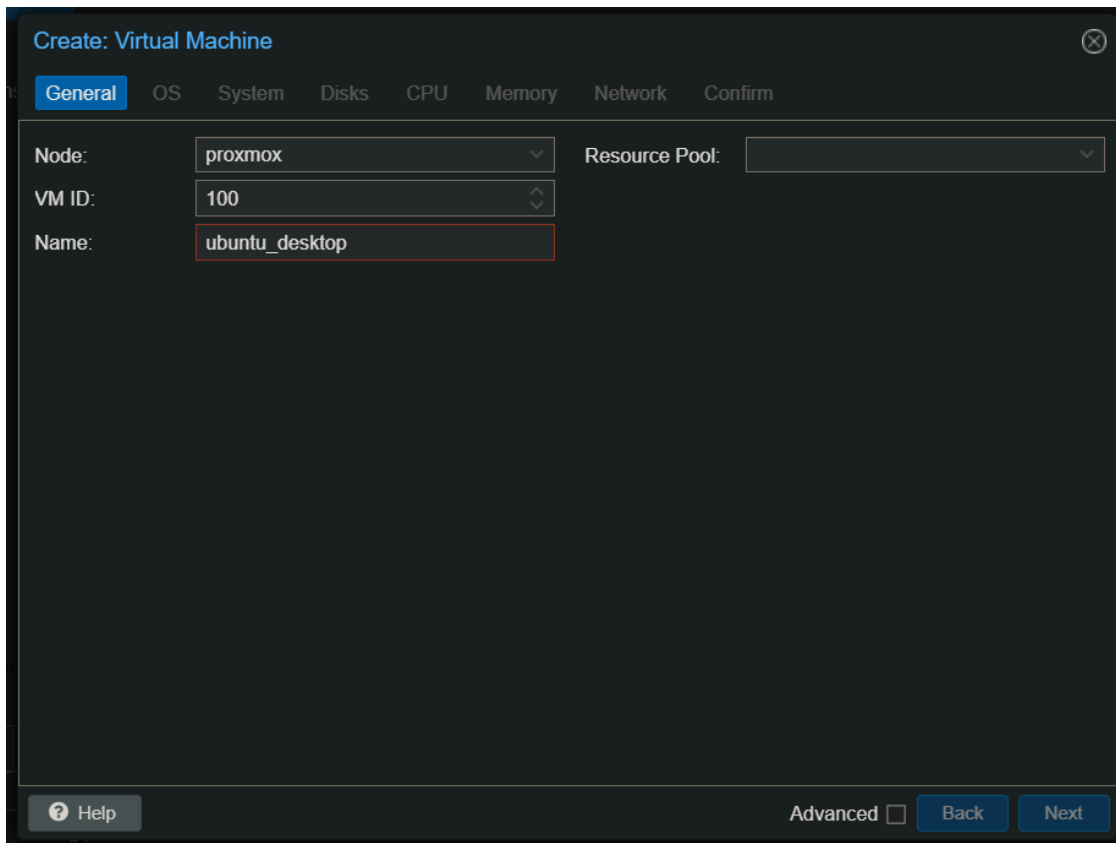 Create: Virtual Machine
General OS System Disks CPU Memory Network Confirm
Node: proxmox Resource Pool:
VM ID: 100
Name: ubuntu_desktop
Help Advanced Back Next